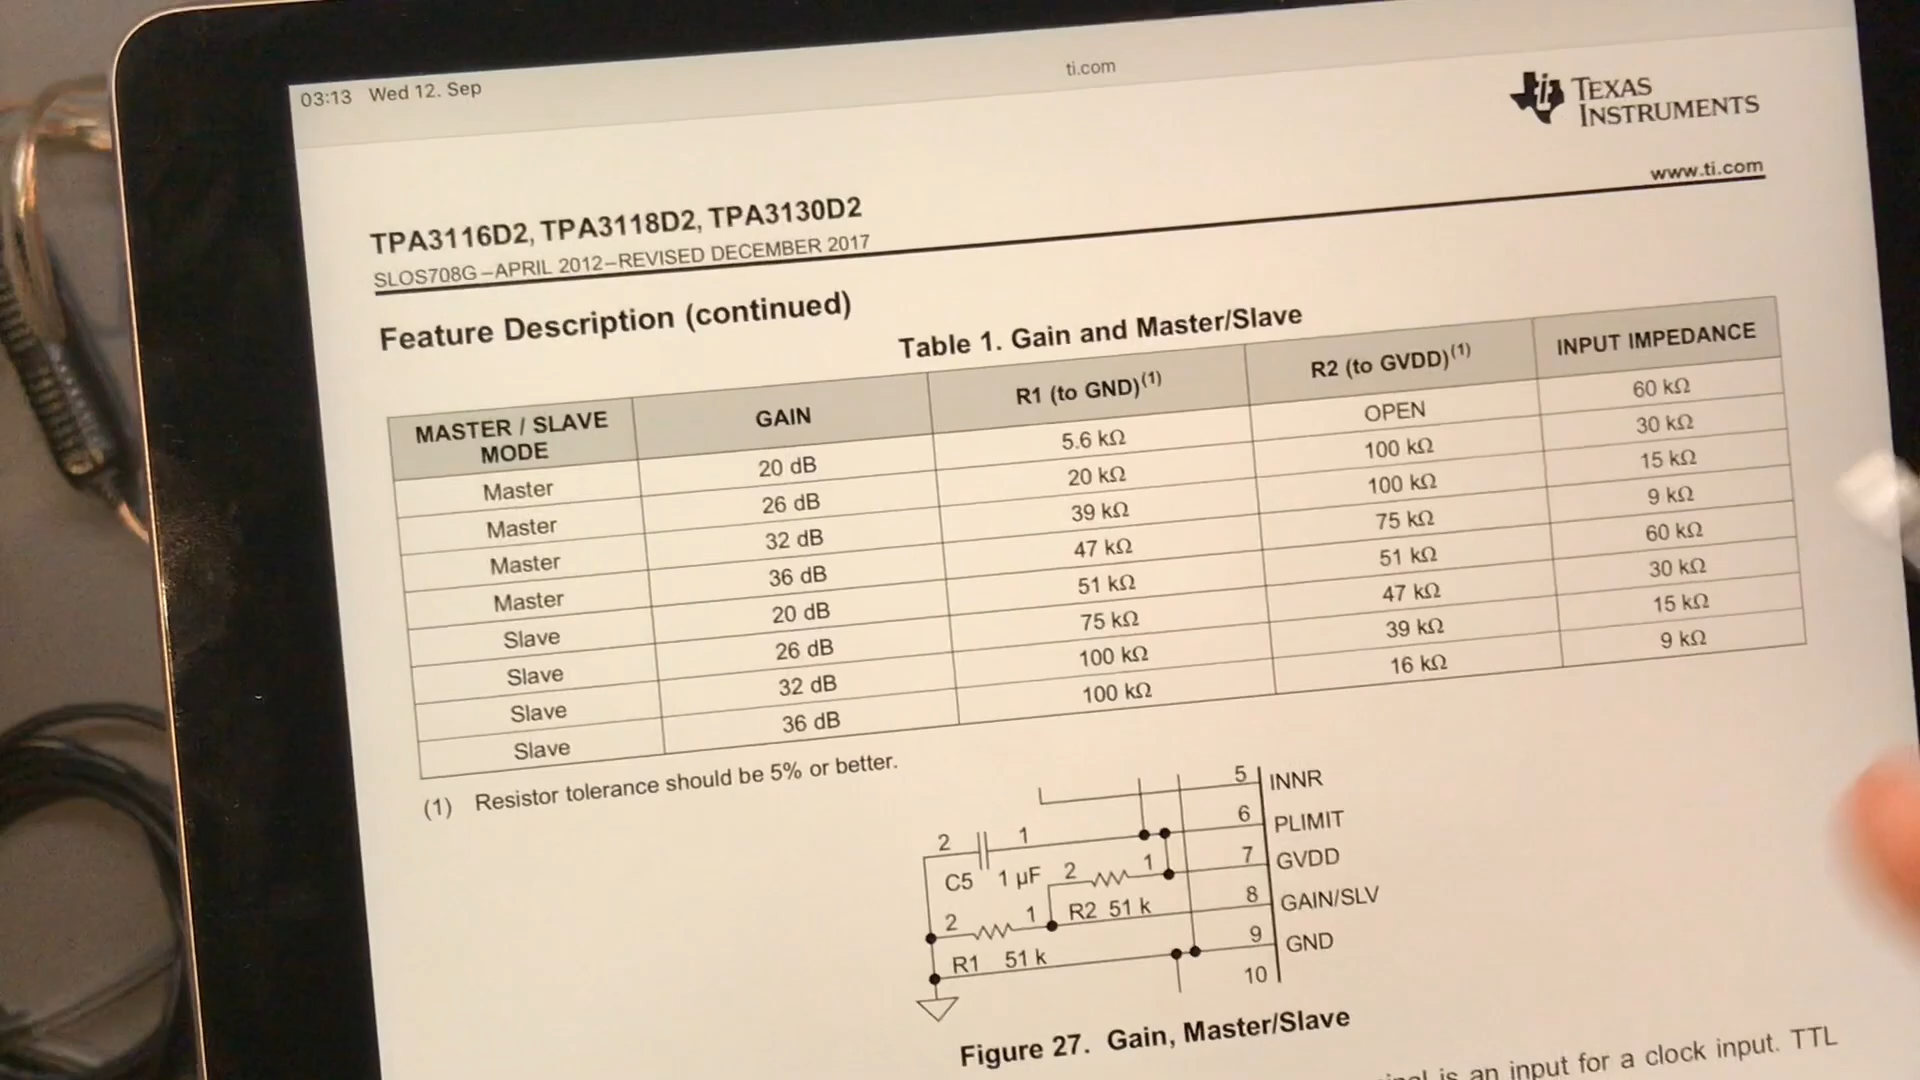 03:13 Wed 12. Sep
ti.com
TEXAS
INSTRUMENTS
www.ti.com
TPA3116D2, TPA3118D2, TPA3130D2
SLOS708G–APRIL 2012–REVISED DECEMBER 2017
Feature Description (continued)
Table 1. Gain and Master/Slave
MASTER / SLAVE MODE GAIN R1 (to GND)(1) R2 (to GVDD)(1) INPUT IMPEDANCE
Master 20 dB 5.6 kΩ OPEN 60 kΩ
Master 26 dB 20 kΩ 100 kΩ 30 kΩ
Master 32 dB 39 kΩ 100 kΩ 15 kΩ
Master 36 dB 47 kΩ 75 kΩ 9 kΩ
Slave 20 dB 51 kΩ 51 kΩ 60 kΩ
Slave 26 dB 75 kΩ 47 kΩ 30 kΩ
Slave 32 dB 100 kΩ 39 kΩ 15 kΩ
Slave 36 dB 100 kΩ 16 kΩ 9 kΩ
(1) Resistor tolerance should be 5% or better.
5 INNR
2 1 6 PLIMIT
C5 1 µF 2 1 7 GVDD
2 1 R2 51 k 8 GAIN/SLV
R1 51 k 9 GND
10
Figure 27. Gain, Master/Slave
is an input for a clock input. TTL